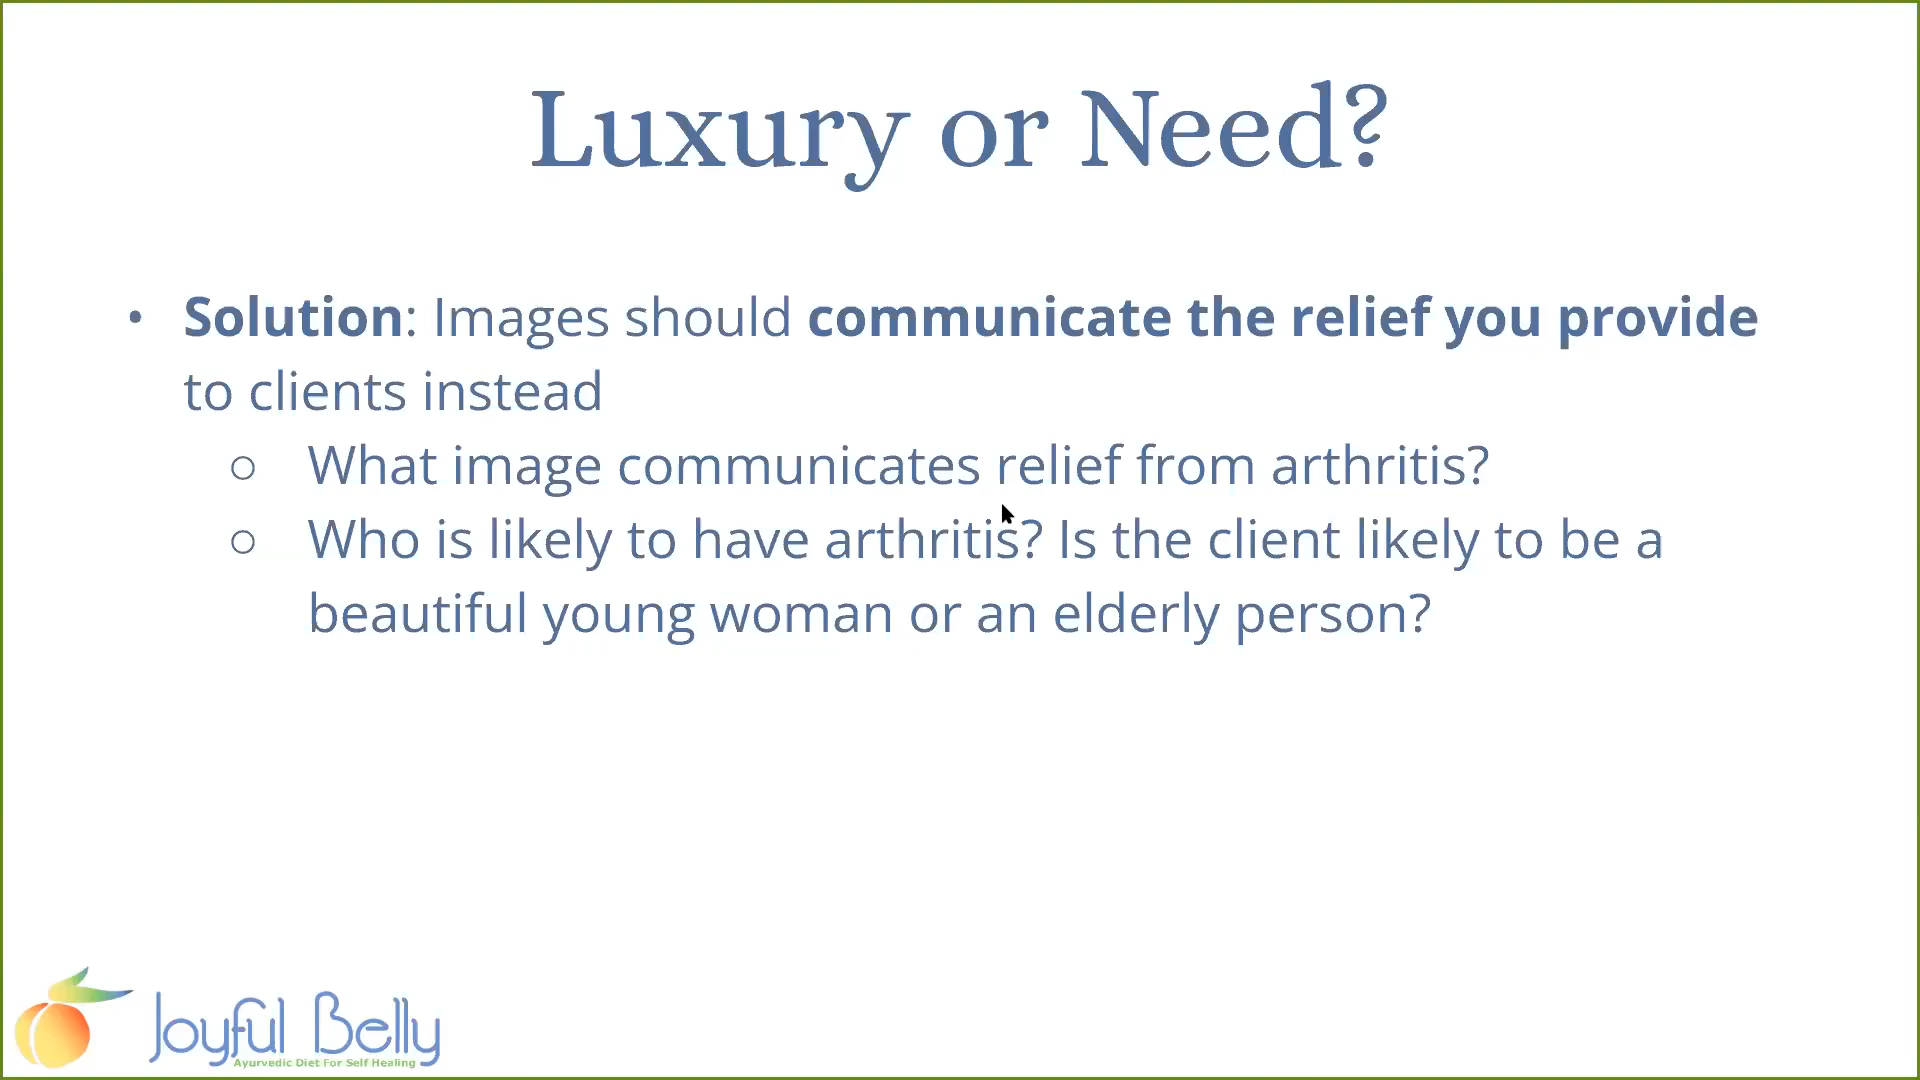 Luxury or Need?
• Solution: Images should communicate the relief you provide
to clients instead
○ What image communicates relief from arthritis?
○ Who is likely to have arthritis? Is the client likely to be a
beautiful young woman or an elderly person?
Joyful Belly
Ayurvedic Diet For Self Healing